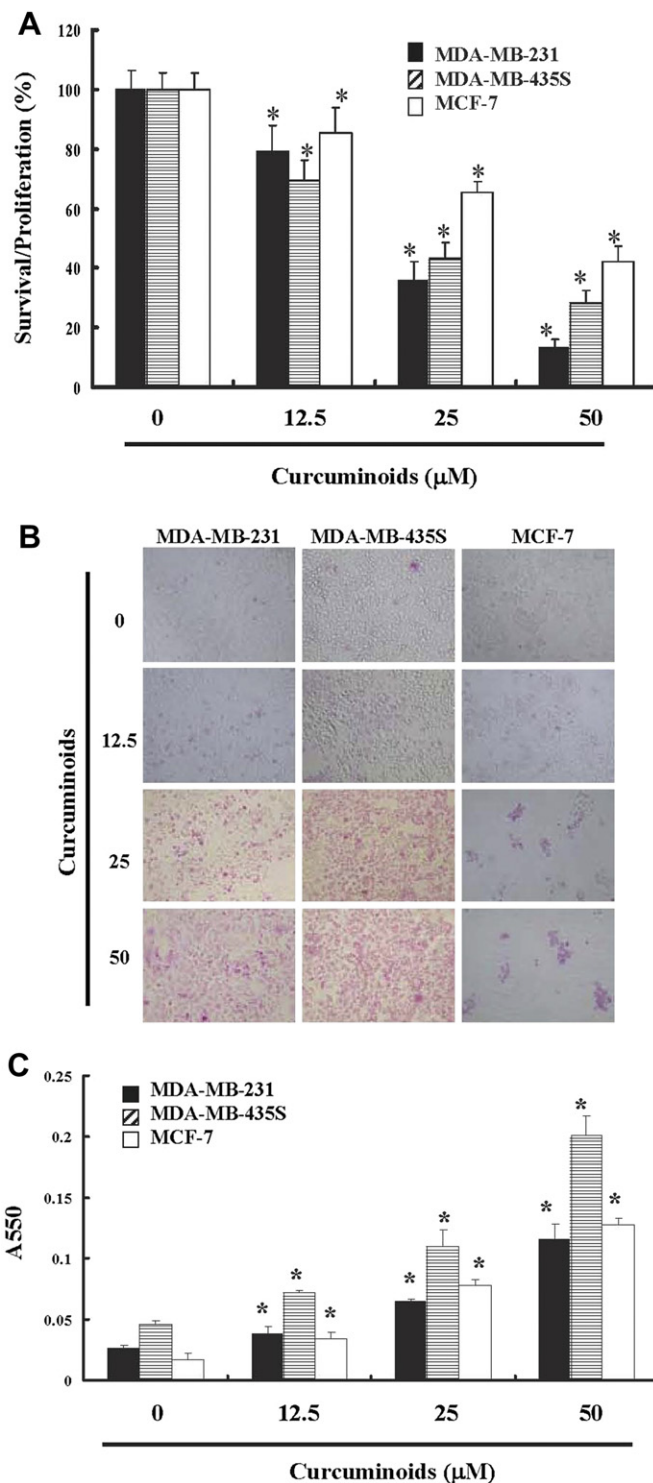 A
Survival/Proliferation (%)
120
100
80
60
40
20
0
MDA-MB-231
MDA-MB-435S
MCF-7
* * *
* * *
* * *
0 12.5 25 50
Curcuminoids (μM)
B
MDA-MB-231 MDA-MB-435S MCF-7
Curcuminoids
0
12.5
25
50
C
A550
0.25
0.2
0.15
0.1
0.05
0
MDA-MB-231
MDA-MB-435S
MCF-7
* * *
* * *
* * *
0 12.5 25 50
Curcuminoids (μM)